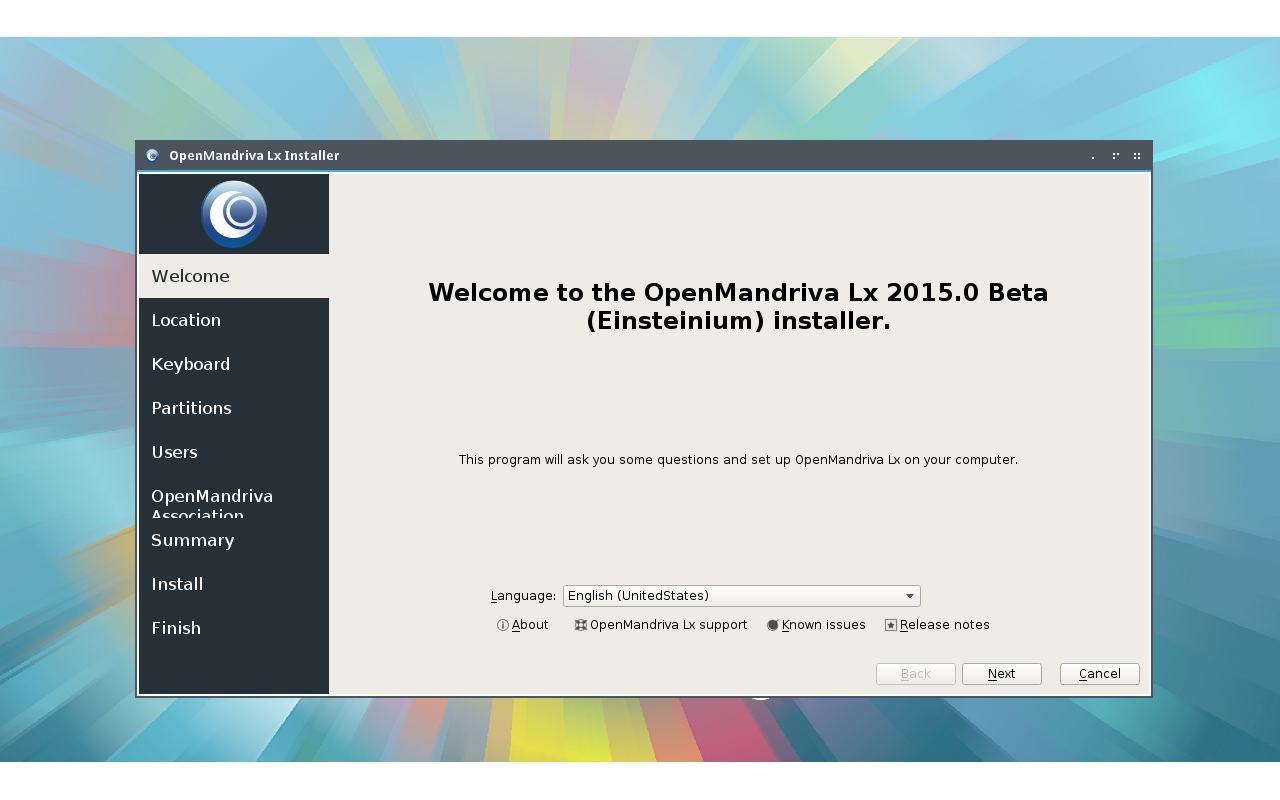 OpenMandriva Lx Installer
Welcome
Location
Keyboard
Partitions
Users
OpenMandriva
Association
Summary
Install
Finish
Welcome to the OpenMandriva Lx 2015.0 Beta
(Einsteinium) installer.
This program will ask you some questions and set up OpenMandriva Lx on your computer.
Language: English (UnitedStates)
About OpenMandriva Lx support Known issues Release notes
Back Next Cancel